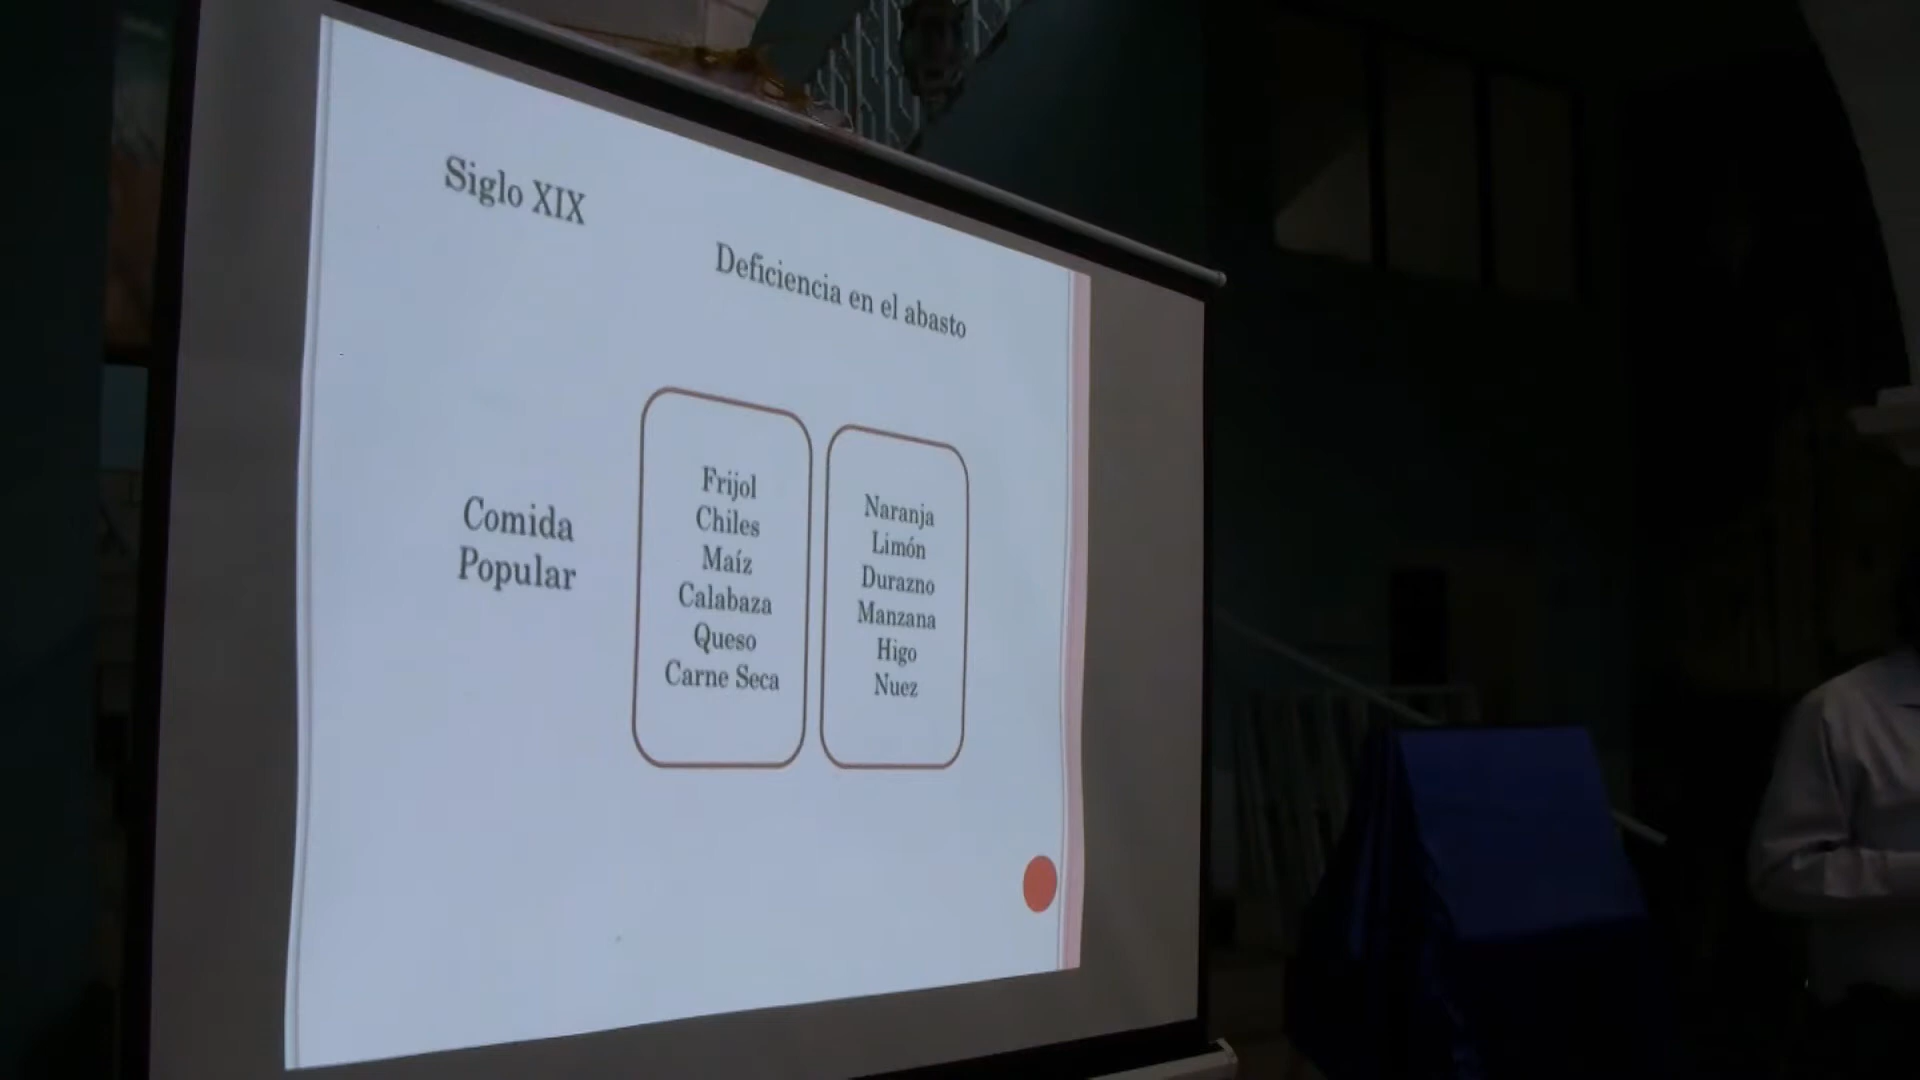 Siglo XIX
Deficiencia en el abasto
Comida
Popular
Frijol
Chiles
Maíz
Calabaza
Queso
Carne Seca
Naranja
Limón
Durazno
Manzana
Higo
Nuez